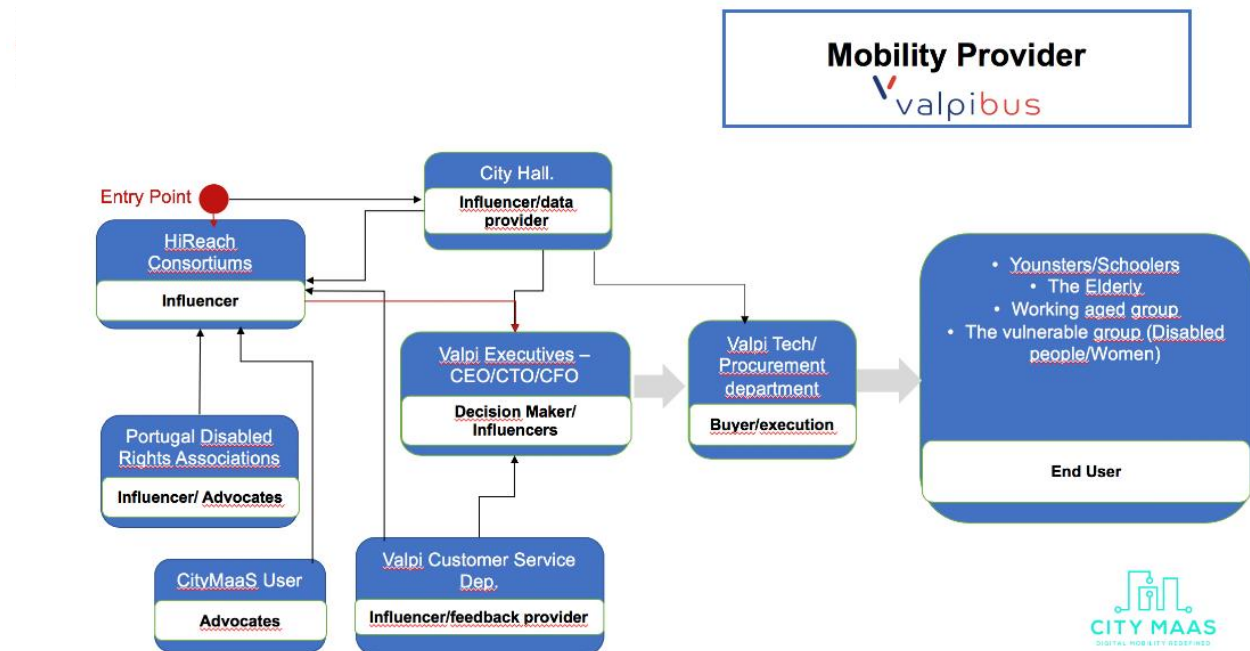 Mobility Provider
valpibus
Entry Point
City Hall.
Influencer/data
provider
HiReach
Consortiums
Influencer
Valpi Executives –
CEO/CTO/CFO
Decision Maker/
Influencers
Valpi Tech/
Procurement
department
Buyer/execution
• Younsters/Schoolers
• The Elderly
• Working aged group
• The vulnerable group (Disabled
people/Women)
End User
Portugal Disabled
Rights Associations
Influencer/ Advocates
CityMaaS User
Advocates
Valpi Customer Service
Dep.
Influencer/feedback provider
CITY MAAS
DIGITAL MOBILITY REDEFINED